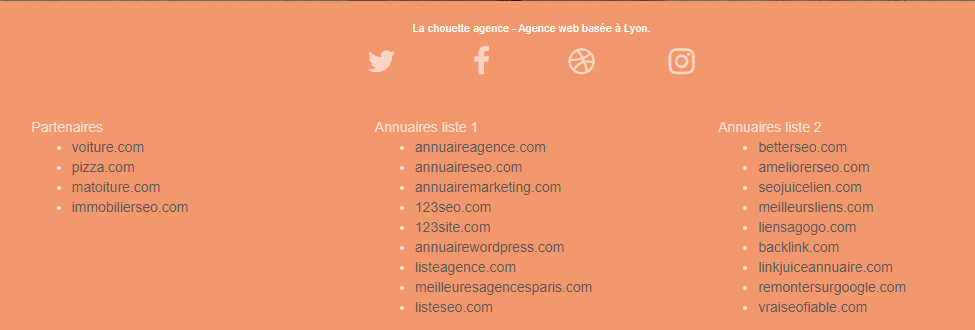 La chouette agence - Agence web basée à Lyon.
Partenaires
voiture.com
pizza.com
matoiture.com
immobilierseo.com
Annuaires liste 1
annuaireagence.com
annuaireseo.com
annuairemarketing.com
123seo.com
123site.com
annuairewordpress.com
listeagence.com
meilleuresagencesparis.com
listeseo.com
Annuaires liste 2
betterseo.com
ameliorerseo.com
seojuicelien.com
meilleursliens.com
liensagogo.com
backlink.com
linkjuiceannuaire.com
remontersurgoogle.com
vraiseofiable.com